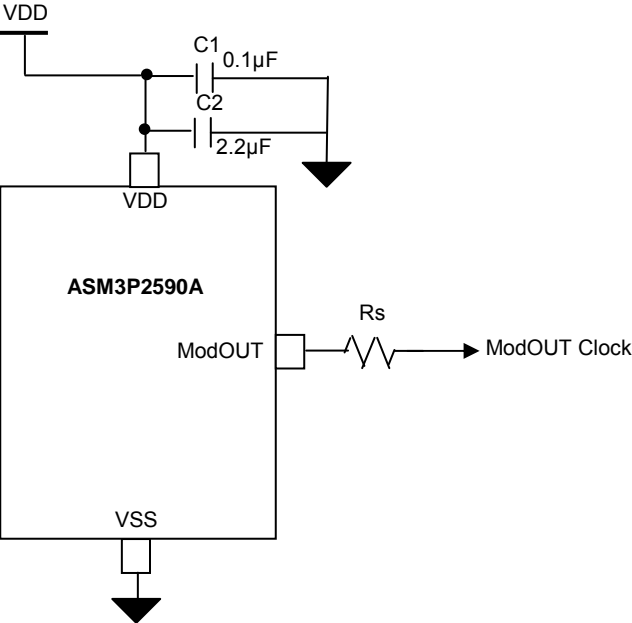 VDD
C1
0.1µF
C2
2.2µF
VDD
ASM3P2590A
Rs
ModOUT
ModOUT Clock
VSS